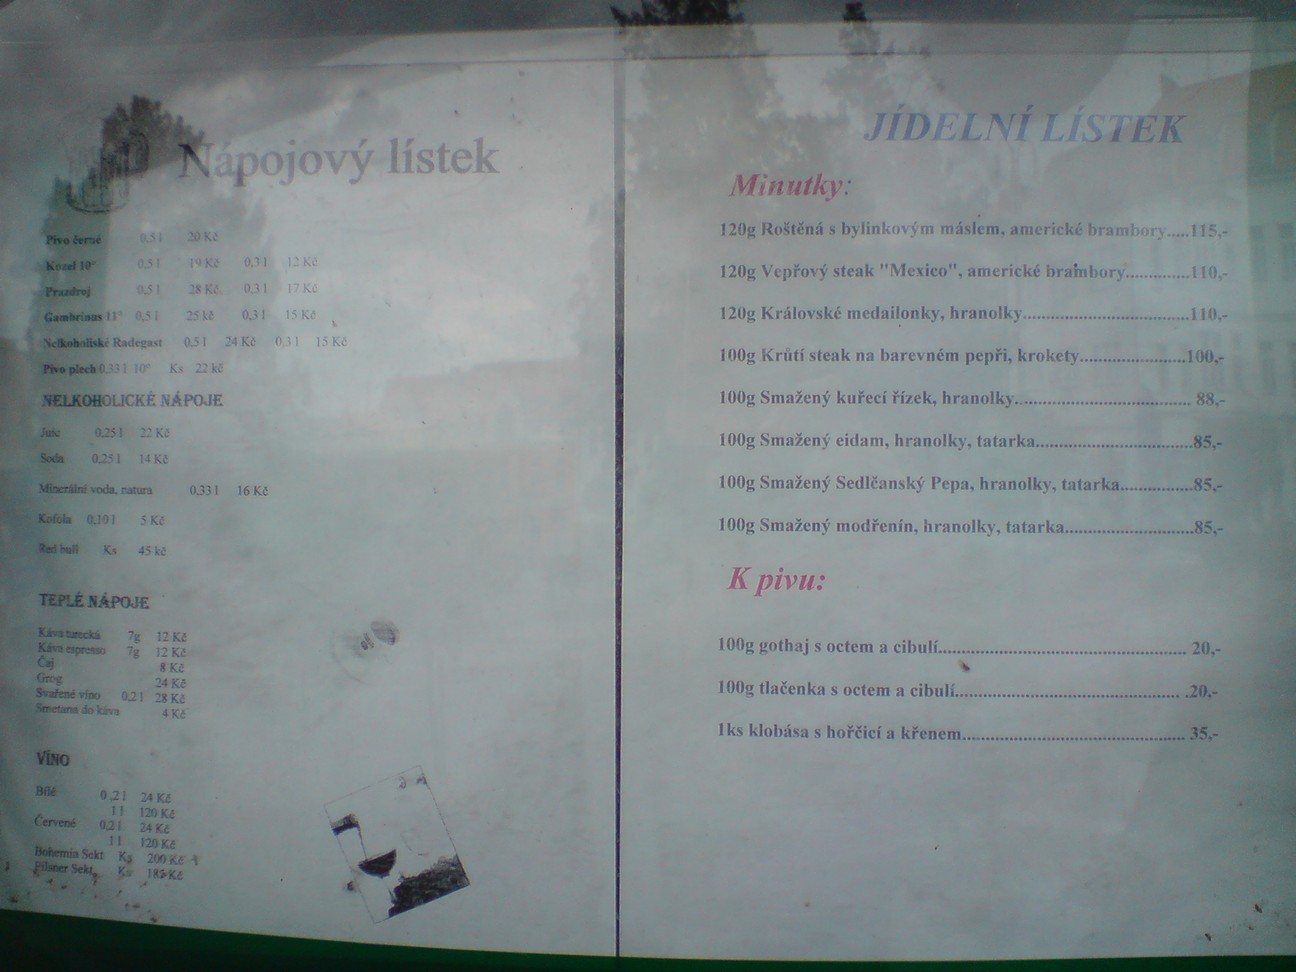 Nápojový lístek
Pivo černé 0,5 l 20 Kč
Kozel 10° 0,5 l 19 Kč 0,3 l 12 Kč
Prazdroj 0,5 l 28 Kč 0,3 l 17 Kč
Gambrinus 11° 0,5 l 25 kč 0,3 l 15 Kč
Nelkoholiské Radegast 0,5 l 24 Kč 0,3 l 15 Kč
Pivo plech 0,33 l 10° Ks 22 kč
NELKOHOLICKÉ NÁPOJE
Juic 0,25 l 22 Kč
Soda 0,25 l 14 Kč
Minerální voda, natura 0,33 l 16 Kč
Kofola 0,10 l 5 Kč
Red bull Ks 45 kč
TEPLÉ NÁPOJE
Káva turecká 7g 12 Kč
Káva espresso 7g 12 Kč
Čaj 8 Kč
Grog 24 Kč
Svařené víno 0,2 l 28 Kč
Smetana do káva 4 Kč
VÍNO
Bílé 0,2 l 24 Kč
1 l 120 Kč
Červené 0,2 l 24 Kč
1 l 120 Kč
Bohemia Sekt Ks 200 Kč
Pilsner Sekt Ks 185 Kč
JÍDELNÍ LÍSTEK
Minutky:
120g Roštěná s bylinkovým máslem, americké brambory.....115,-
120g Vepřový steak "Mexico", americké brambory..............110,-
120g Královské medailonky, hranolky.....................................110,-
100g Krůtí steak na barevném pepři, krokety.......................100,-
100g Smažený kuřecí řízek, hranolky....................................... 88,-
100g Smažený eidam, hranolky, tatarka...................................85,-
100g Smažený Sedlčanský Pepa, hranolky, tatarka................85,-
100g Smažený modřenín, hranolky, tatarka............................85,-
K pivu:
100g gothaj s octem a cibulí....................................................... 20,-
100g tlačenka s octem a cibulí.................................................. .20,-
1ks klobása s hořčicí a křenem................................................. 35,-